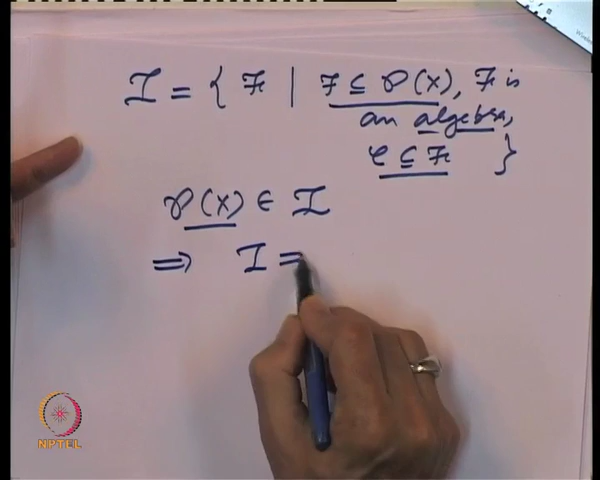 I = { F | F ⊆ P(X), F is
an algebra,
C ⊆ F }
P(X) ∈ I
⇒ I =
NPTEL